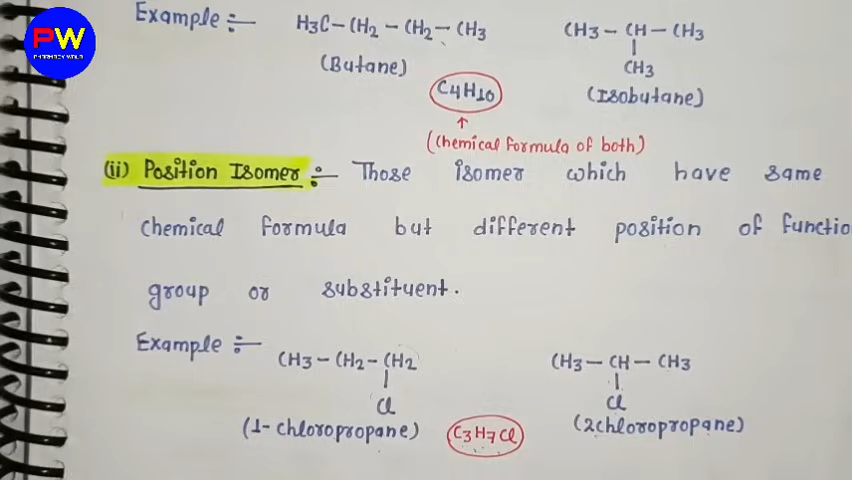 PW
PHARMACY WALA
Example :- H3C-CH2-CH2-CH3 CH3-CH-CH3
CH3
(Butane) C4H10 (Isobutane)
(Chemical formula of both)
(ii) Position Isomer :- Those isomer which have same
chemical formula but different position of functio
group or substituent.
Example :- CH3-CH2-CH2 CH3-CH-CH3
Cl Cl
(1-chloropropane) C3H7Cl (2chloropropane)